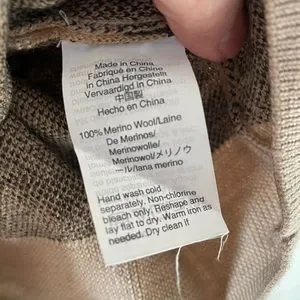 Made in China
Fabriqué en Chine
in China Hergestellt
Vervaardigd in China
中国製
Hecho en China
100% Merino Wool/Laine
De Merinos/
Merinowolle/
Merinowol/メリノウ
ール/lana merino
Hand wash cold
separately. Non-chlorine
bleach only. Reshape and
lay flat to dry. Warm iron as
needed. Dry clean if